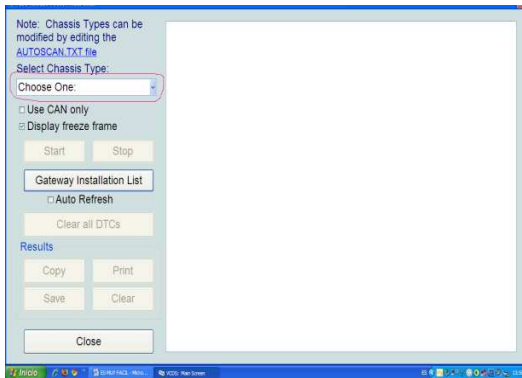 Note: Chassis Types can be
modified by editing the
AUTOSCAN.TXT file
Select Chassis Type:
Choose One:
Use CAN only
Display freeze frame
Start Stop
Gateway Installation List
Auto Refresh
Clear all DTCs
Results
Copy Print
Save Clear
Close
Inicio VCDS: Main Screen ES